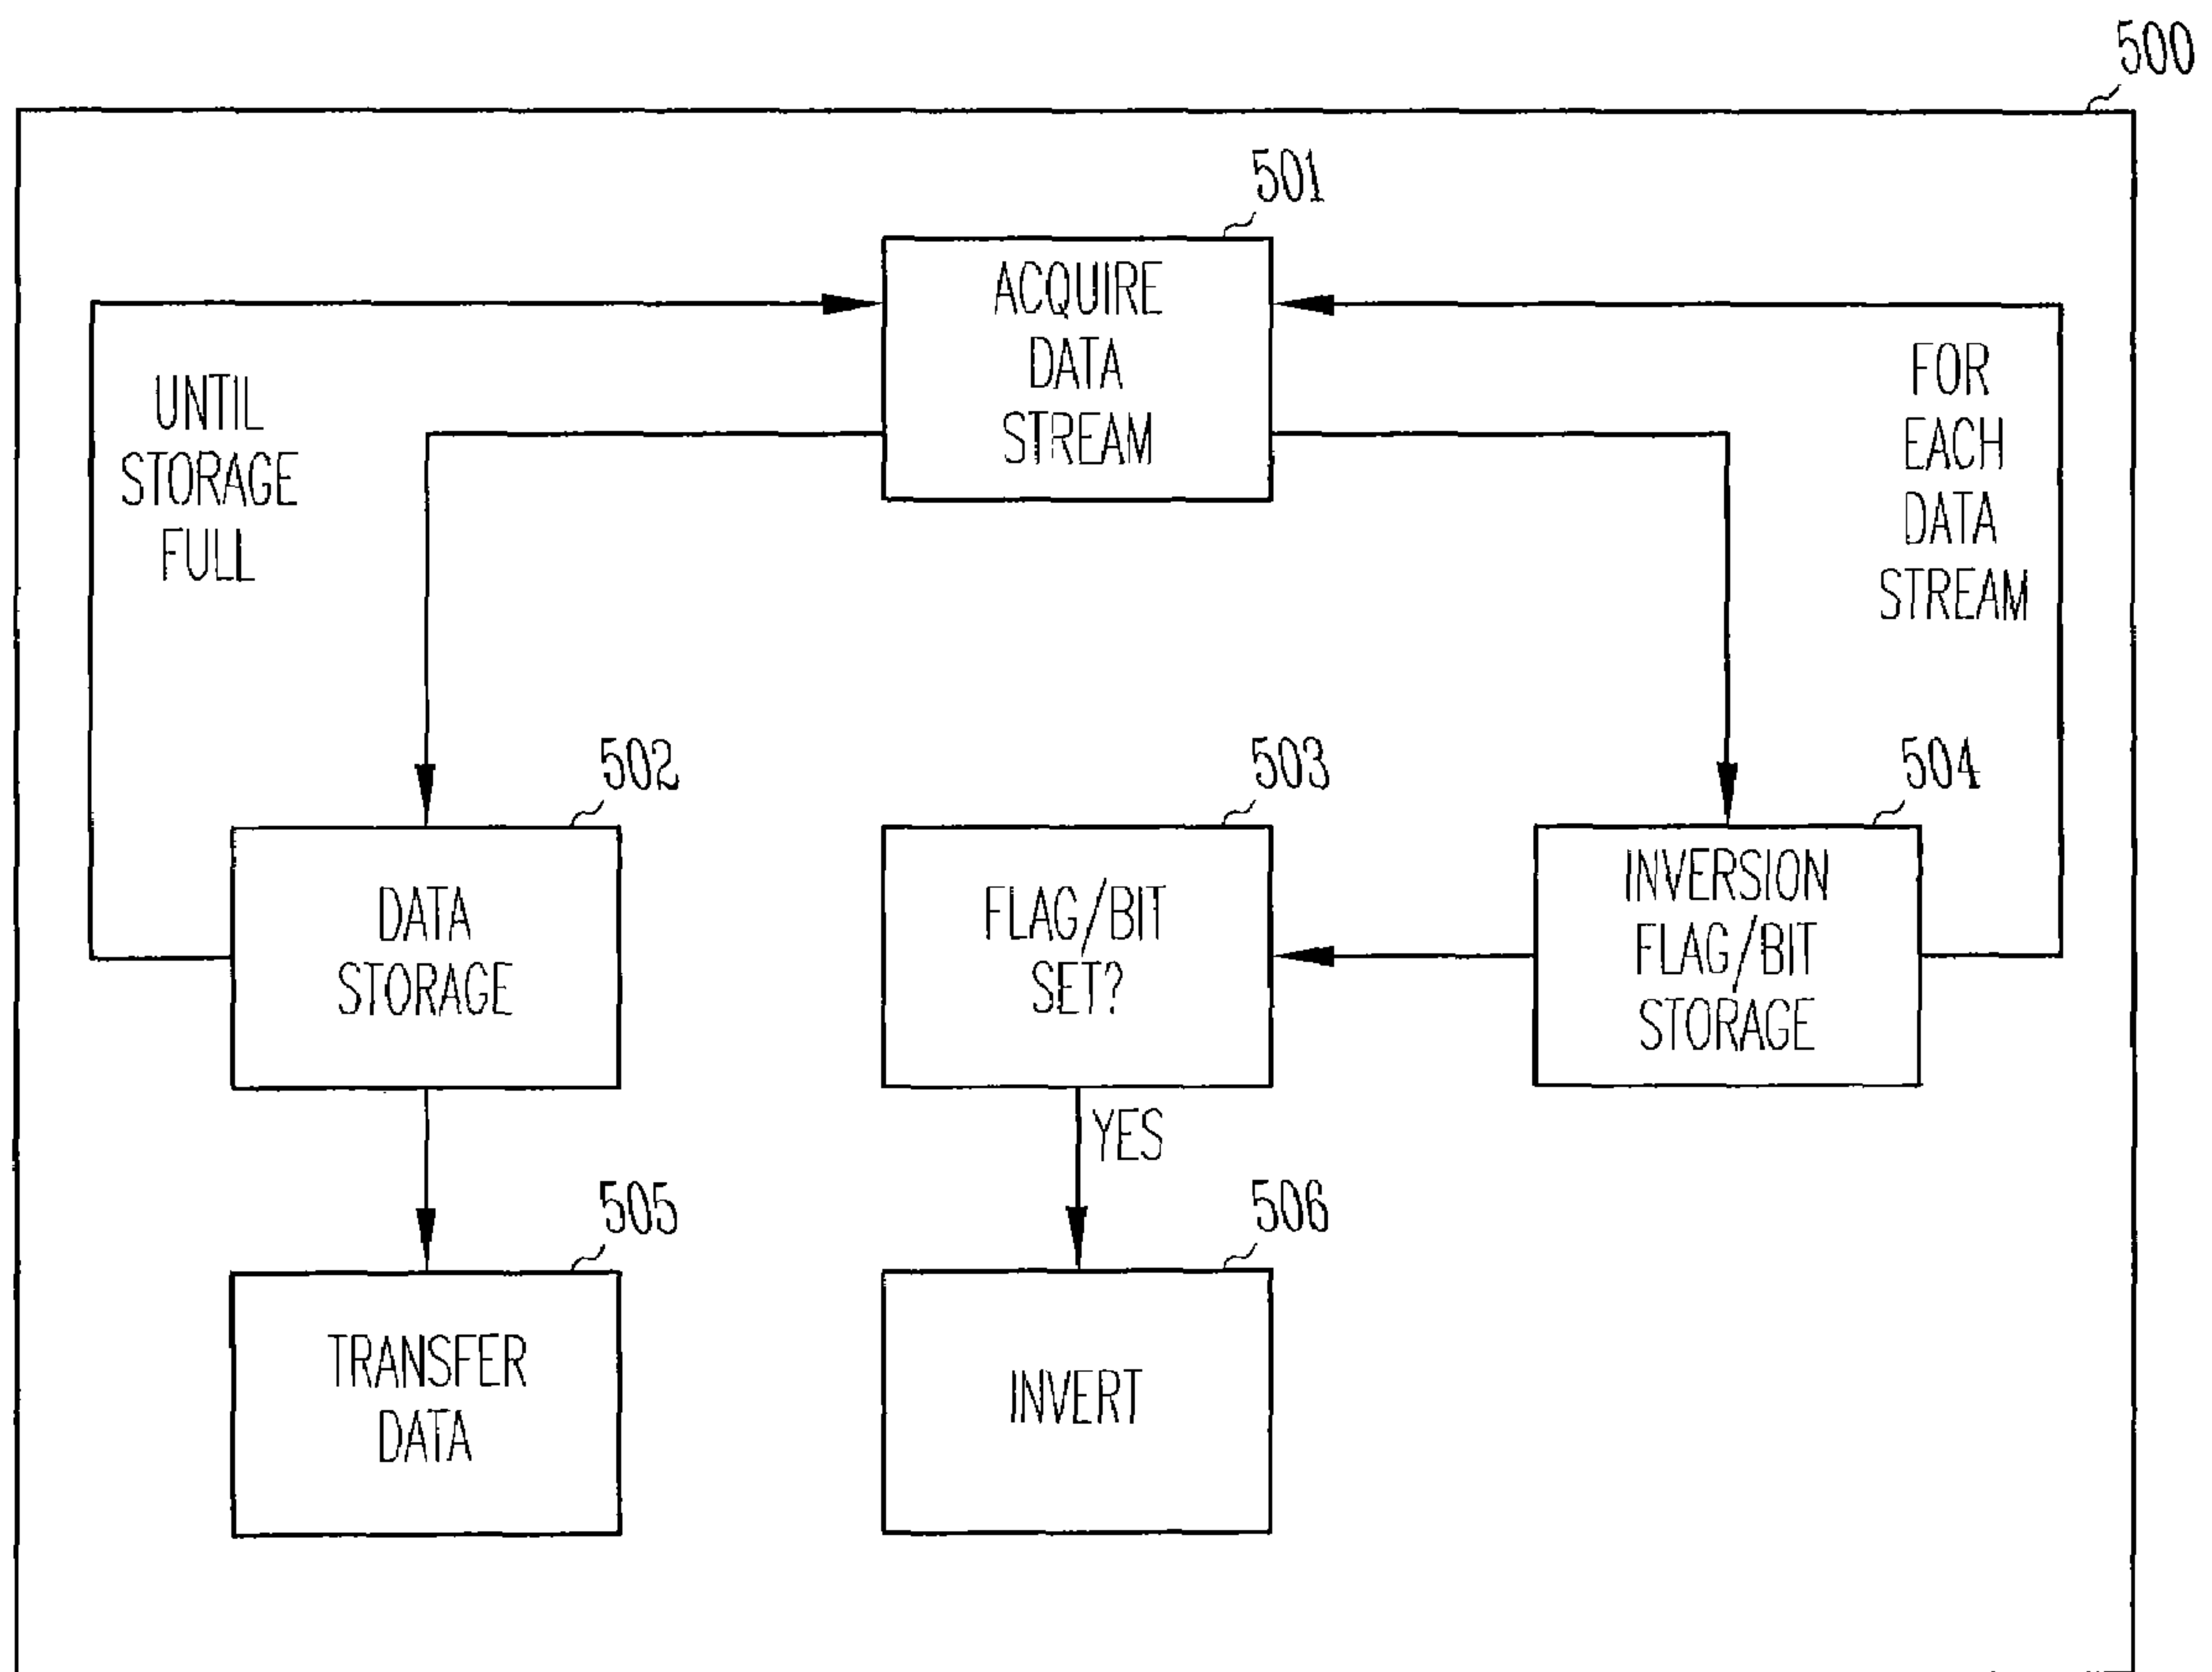 500
501
ACQUIRE
DATA
STREAM
UNTIL
STORAGE
FULL
FOR
EACH
DATA
STREAM
502
DATA
STORAGE
503
FLAG/BIT
SET?
504
INVERSION
FLAG/BIT
STORAGE
YES
505
TRANSFER
DATA
506
INVERT